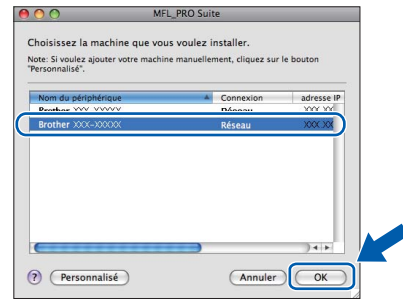 MFL_PRO Suite
Choisissez la machine que vous voulez installer.
Note: Si voulez ajouter votre machine manuellement, cliquez sur le bouton
"Personnalisé".
Nom du périphérique Connexion adresse IP
Brother XXX-XXXXX Réseau XXX.XX
Brother XXX-XXXXX Réseau XXX.XX
? Personnalisé Annuler OK